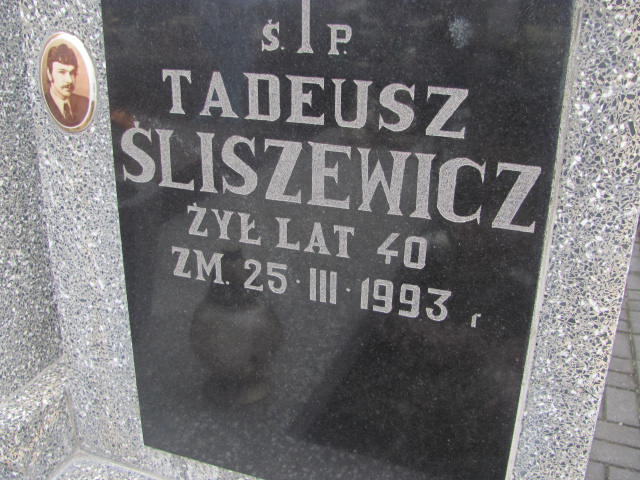 Ś. P.
TADEUSZ
ŚLISZEWICZ
ŻYŁ LAT 40
ZM. 25·III·1993 r